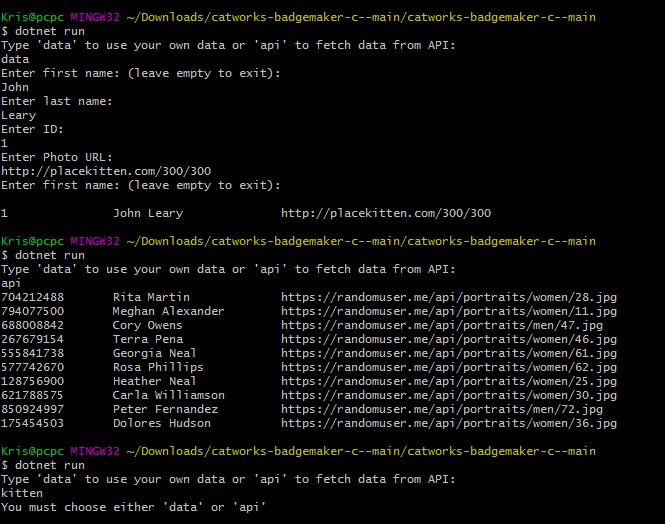 Kris@pcpc MINGW32 ~/Downloads/catworks-badgemaker-c--main/catworks-badgemaker-c--main
$ dotnet run
Type 'data' to use your own data or 'api' to fetch data from API:
data
Enter first name: (leave empty to exit):
John
Enter last name:
Leary
Enter ID:
1
Enter Photo URL:
http://placekitten.com/300/300
Enter first name: (leave empty to exit):
1 John Leary http://placekitten.com/300/300
Kris@pcpc MINGW32 ~/Downloads/catworks-badgemaker-c--main/catworks-badgemaker-c--main
$ dotnet run
Type 'data' to use your own data or 'api' to fetch data from API:
api
704212488 Rita Martin https://randomuser.me/api/portraits/women/28.jpg
794077500 Meghan Alexander https://randomuser.me/api/portraits/women/11.jpg
688008842 Cory Owens https://randomuser.me/api/portraits/men/47.jpg
267679154 Terra Pena https://randomuser.me/api/portraits/women/46.jpg
555841738 Georgia Neal https://randomuser.me/api/portraits/women/61.jpg
577742670 Rosa Phillips https://randomuser.me/api/portraits/women/62.jpg
128756900 Heather Neal https://randomuser.me/api/portraits/women/25.jpg
621788575 Carla Williamson https://randomuser.me/api/portraits/women/30.jpg
850924997 Peter Fernandez https://randomuser.me/api/portraits/men/72.jpg
175454503 Dolores Hudson https://randomuser.me/api/portraits/women/36.jpg
Kris@pcpc MINGW32 ~/Downloads/catworks-badgemaker-c--main/catworks-badgemaker-c--main
$ dotnet run
Type 'data' to use your own data or 'api' to fetch data from API:
kitten
You must choose either 'data' or 'api'